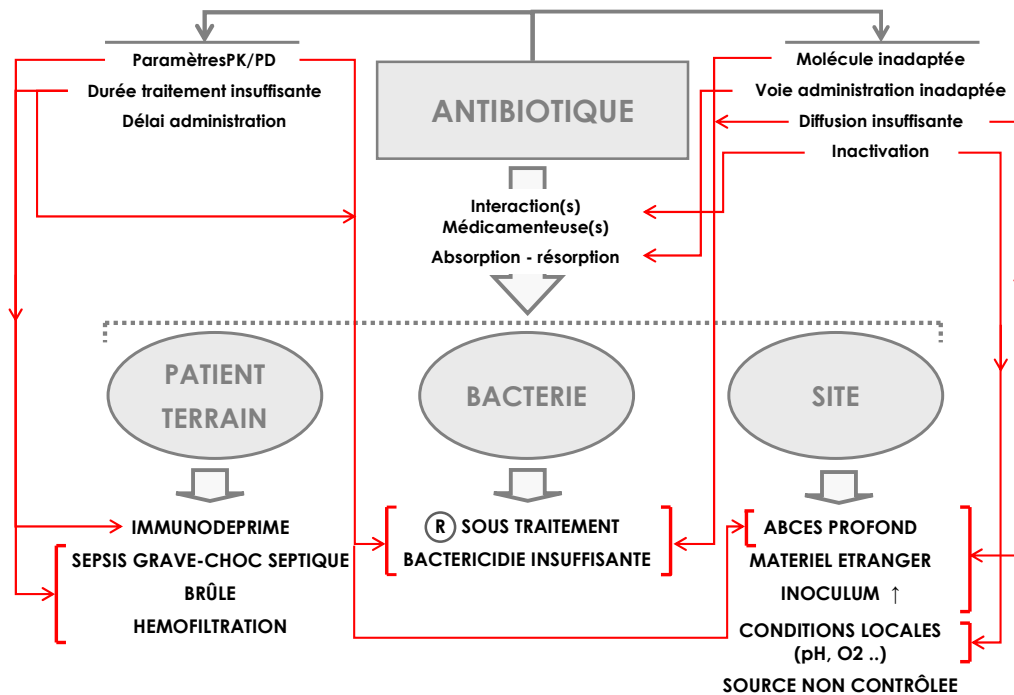 ParamètresPK/PD
Durée traitement insuffisante
Délai administration
ANTIBIOTIQUE
Molécule inadaptée
Voie administration inadaptée
Diffusion insuffisante
Inactivation
Interaction(s)
Médicamenteuse(s)
Absorption - résorption
PATIENT
TERRAIN
BACTERIE
SITE
IMMUNODEPRIME
SEPSIS GRAVE-CHOC SEPTIQUE
BRÛLE
HEMOFILTRATION
R SOUS TRAITEMENT
BACTERICIDIE INSUFFISANTE
ABCES PROFOND
MATERIEL ETRANGER
INOCULUM ↑
CONDITIONS LOCALES
(pH, O2 ..)
SOURCE NON CONTRÔLEE